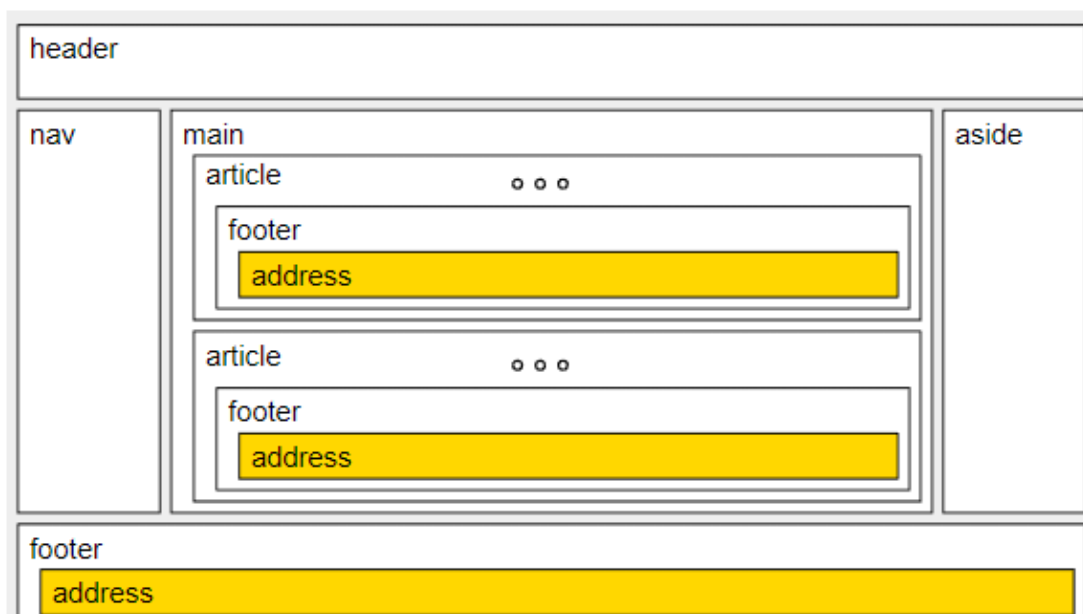 header
nav
main
article
footer
address
article
footer
address
aside
footer
address